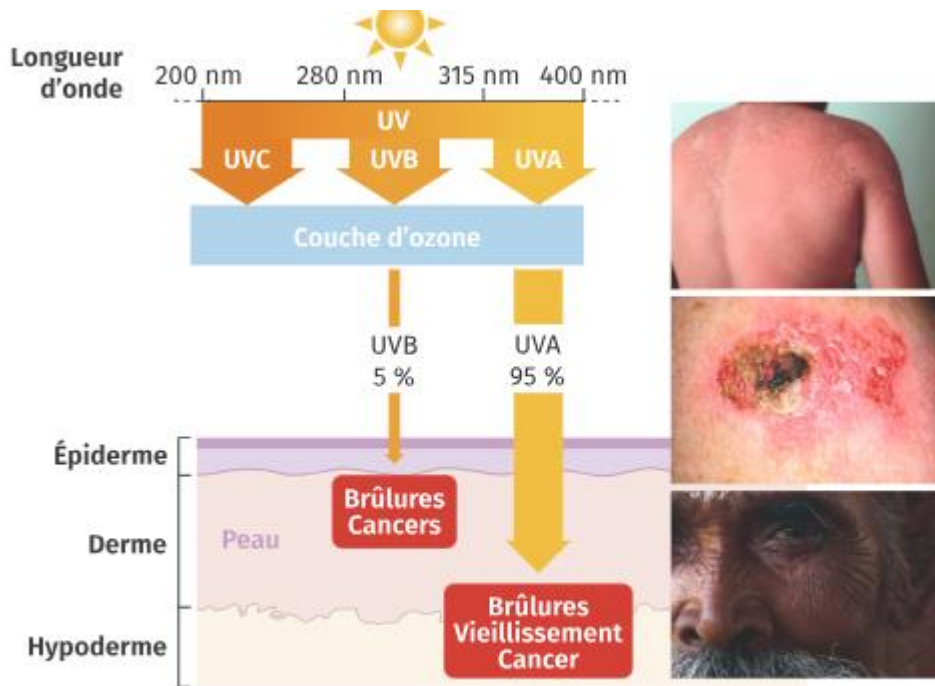 Longueur
d'onde
200 nm
280 nm
315 nm
400 nm
UV
UVC
UVB
UVA
Couche d'ozone
UVB
5 %
UVA
95 %
Épiderme
Derme
Hypoderme
Peau
Brûlures
Cancers
Brûlures
Vieillissement
Cancer